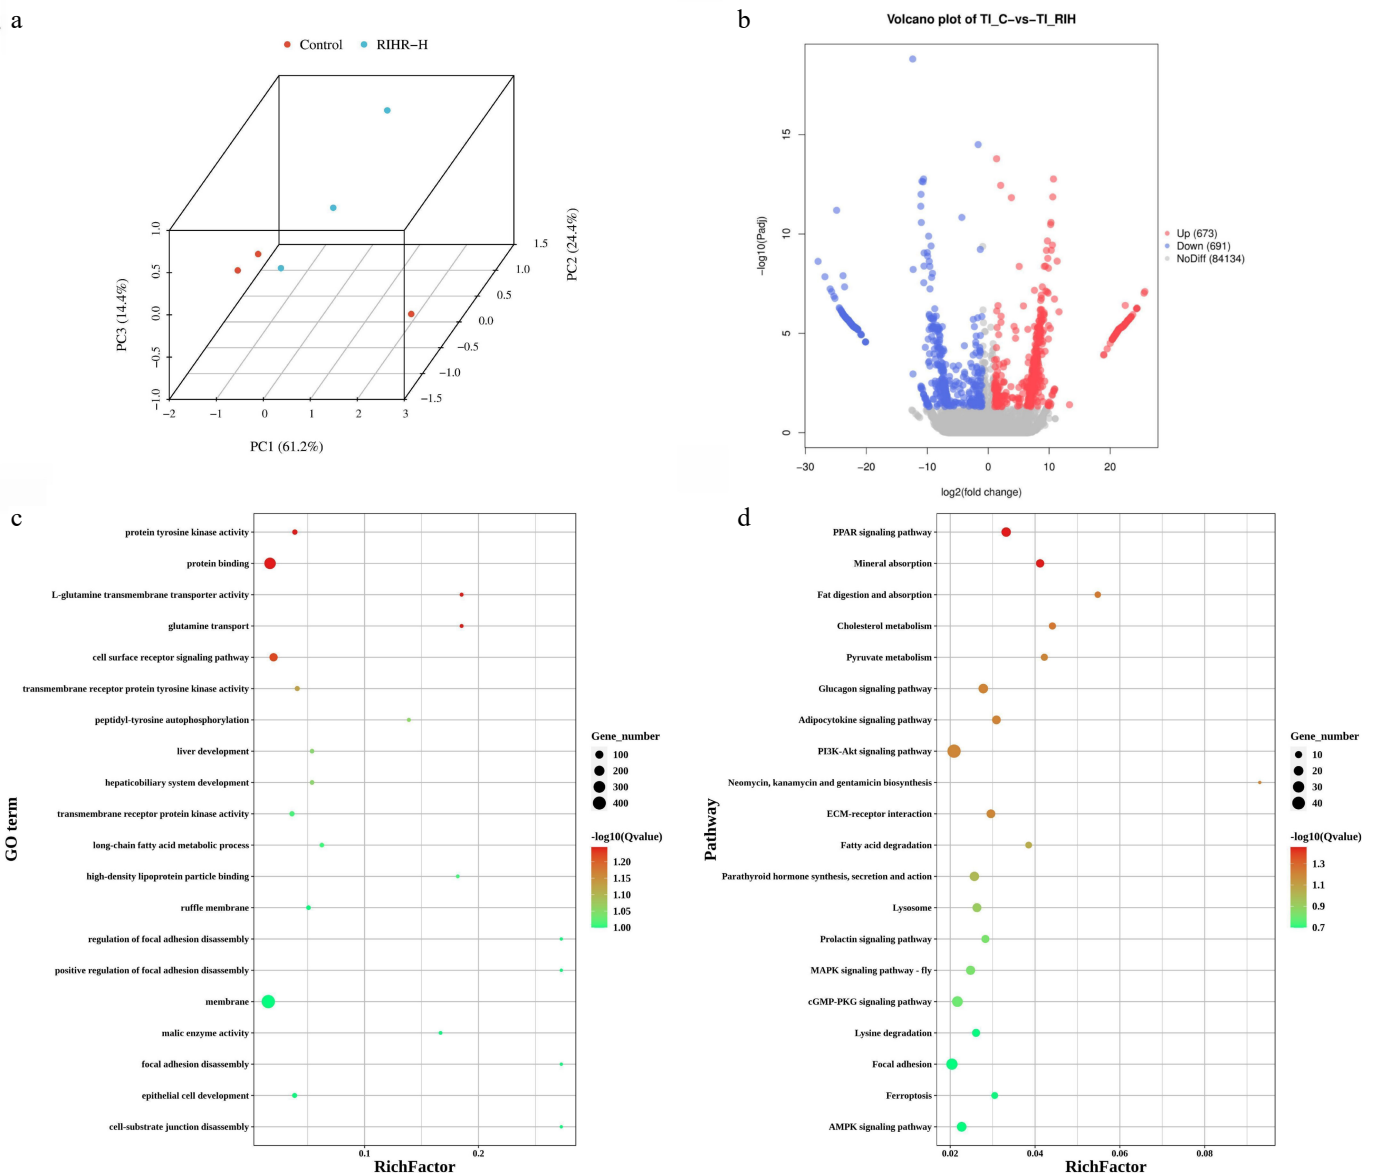 a
Control
RIHR−H
1.0
0.5
0.0
−0.5
−1.0
PC3 (14.4%)
−2
−1
0
1
2
3
PC1 (61.2%)
1.5
1.0
0.5
0.0
−0.5
−1.0
−1.5
PC2 (24.4%)
b
Volcano plot of TI_C−vs−TI_RIH
15
10
5
0
−log10(Padj)
−30
−20
−10
0
10
20
log2(fold change)
Up (673)
Down (691)
NoDiff (84134)
c
GO term
protein tyrosine kinase activity
protein binding
L-glutamine transmembrane transporter activity
glutamine transport
cell surface receptor signaling pathway
transmembrane receptor protein tyrosine kinase activity
peptidyl-tyrosine autophosphorylation
liver development
hepaticobiliary system development
transmembrane receptor protein kinase activity
long-chain fatty acid metabolic process
high-density lipoprotein particle binding
ruffle membrane
regulation of focal adhesion disassembly
positive regulation of focal adhesion disassembly
membrane
malic enzyme activity
focal adhesion disassembly
epithelial cell development
cell-substrate junction disassembly
0.1
0.2
RichFactor
Gene_number
100
200
300
400
-log10(Qvalue)
1.20
1.15
1.10
1.05
1.00
d
Pathway
PPAR signaling pathway
Mineral absorption
Fat digestion and absorption
Cholesterol metabolism
Pyruvate metabolism
Glucagon signaling pathway
Adipocytokine signaling pathway
PI3K-Akt signaling pathway
Neomycin, kanamycin and gentamicin biosynthesis
ECM-receptor interaction
Fatty acid degradation
Parathyroid hormone synthesis, secretion and action
Lysosome
Prolactin signaling pathway
MAPK signaling pathway - fly
cGMP-PKG signaling pathway
Lysine degradation
Focal adhesion
Ferroptosis
AMPK signaling pathway
0.02
0.04
0.06
0.08
RichFactor
Gene_number
10
20
30
40
-log10(Qvalue)
1.3
1.1
0.9
0.7